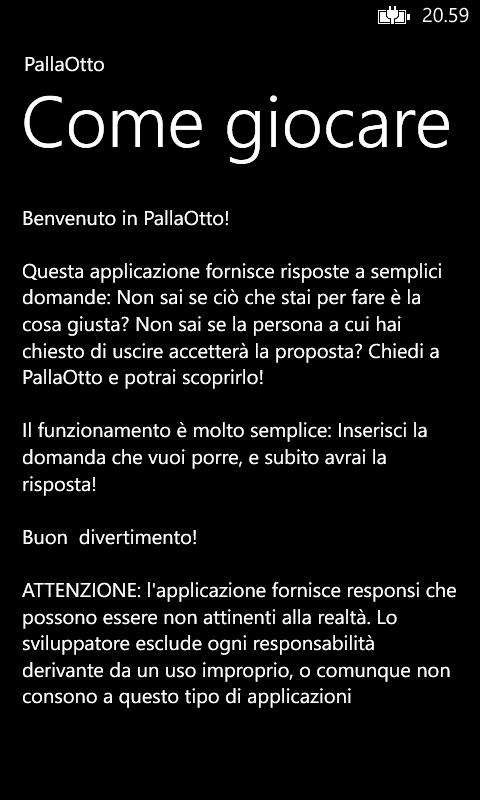 20.59
PallaOtto
Come giocare
Benvenuto in PallaOtto!
Questa applicazione fornisce risposte a semplici
domande: Non sai se ciò che stai per fare è la
cosa giusta? Non sai se la persona a cui hai
chiesto di uscire accetterà la proposta? Chiedi a
PallaOtto e potrai scoprirlo!
Il funzionamento è molto semplice: Inserisci la
domanda che vuoi porre, e subito avrai la
risposta!
Buon  divertimento!
ATTENZIONE: l'applicazione fornisce responsi che
possono essere non attinenti alla realtà. Lo
sviluppatore esclude ogni responsabilità
derivante da un uso improprio, o comunque non
consono a questo tipo di applicazioni